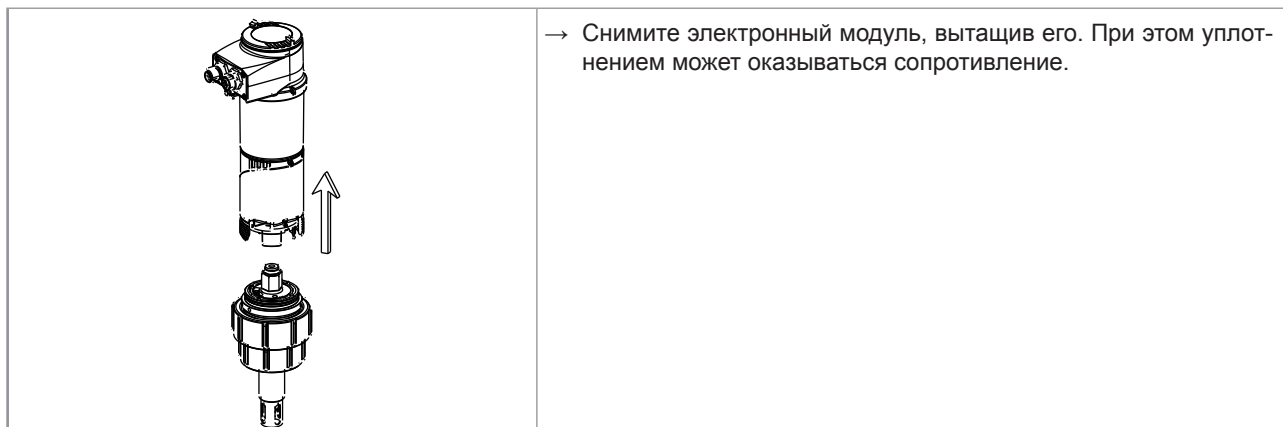 → Снимите электронный модуль, вытащив его. При этом уплот-
нением может оказываться сопротивление.